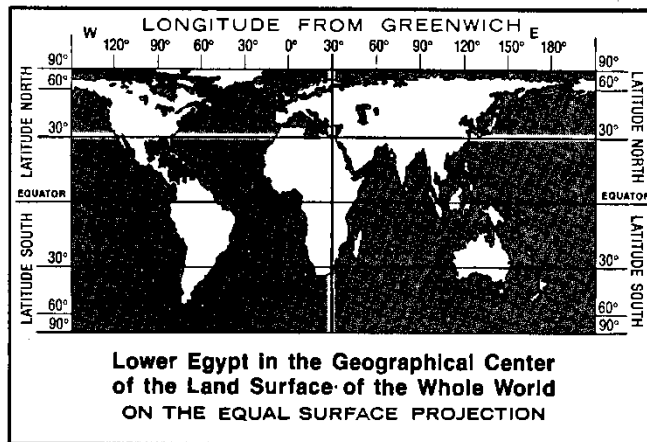 LONGITUDE FROM GREENWICH
W E
120° 90° 60° 30° 0° 30° 60° 90° 120° 150°
90° 90°
60° 60°
LATITUDE NORTH LATITUDE NORTH
30° 30°
EQUATOR EQUATOR
LATITUDE SOUTH LATITUDE SOUTH
30° 30°
60° 60°
90° 90°
Lower Egypt in the Geographical Center
of the Land Surface of the Whole World
ON THE EQUAL SURFACE PROJECTION